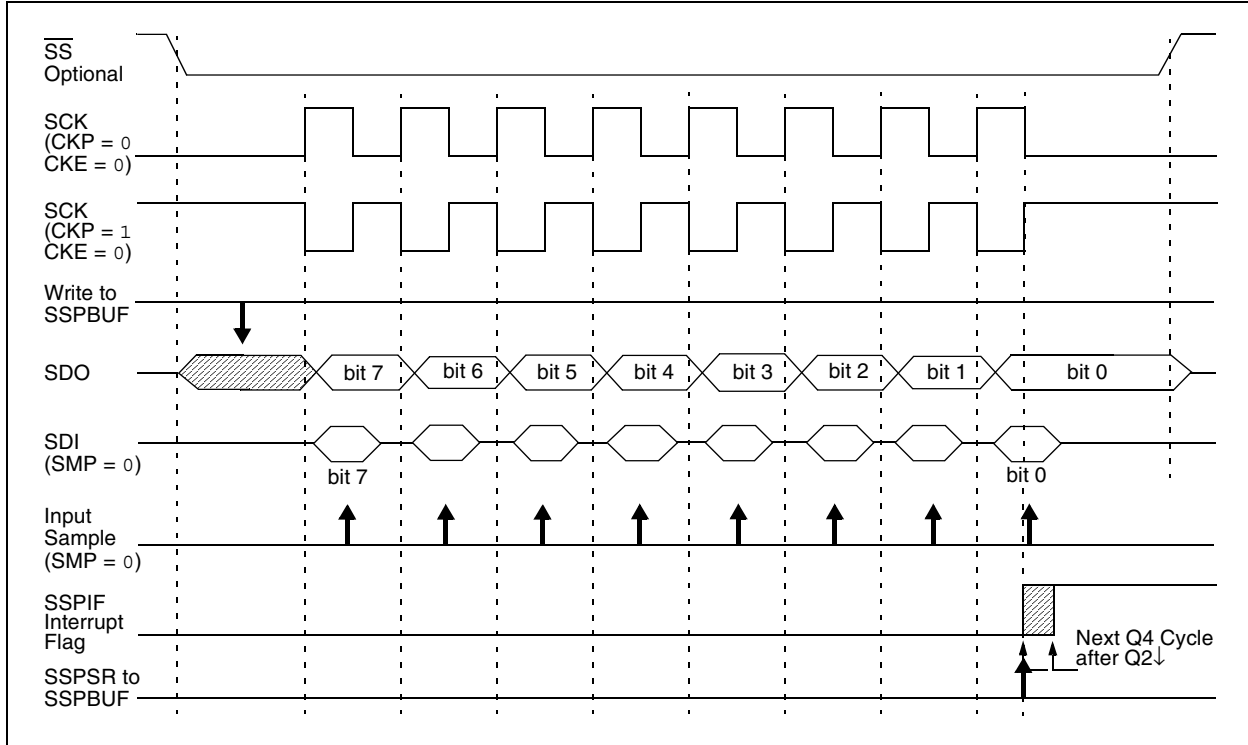 SS
Optional
SCK
(CKP = 0
CKE = 0)
SCK
(CKP = 1
CKE = 0)
Write to
SSPBUF
SDO
bit 7
bit 6
bit 5
bit 4
bit 3
bit 2
bit 1
bit 0
SDI
(SMP = 0)
bit 7
bit 0
Input
Sample
(SMP = 0)
SSPIF
Interrupt
Flag
Next Q4 Cycle
after Q2↓
SSPSR to
SSPBUF